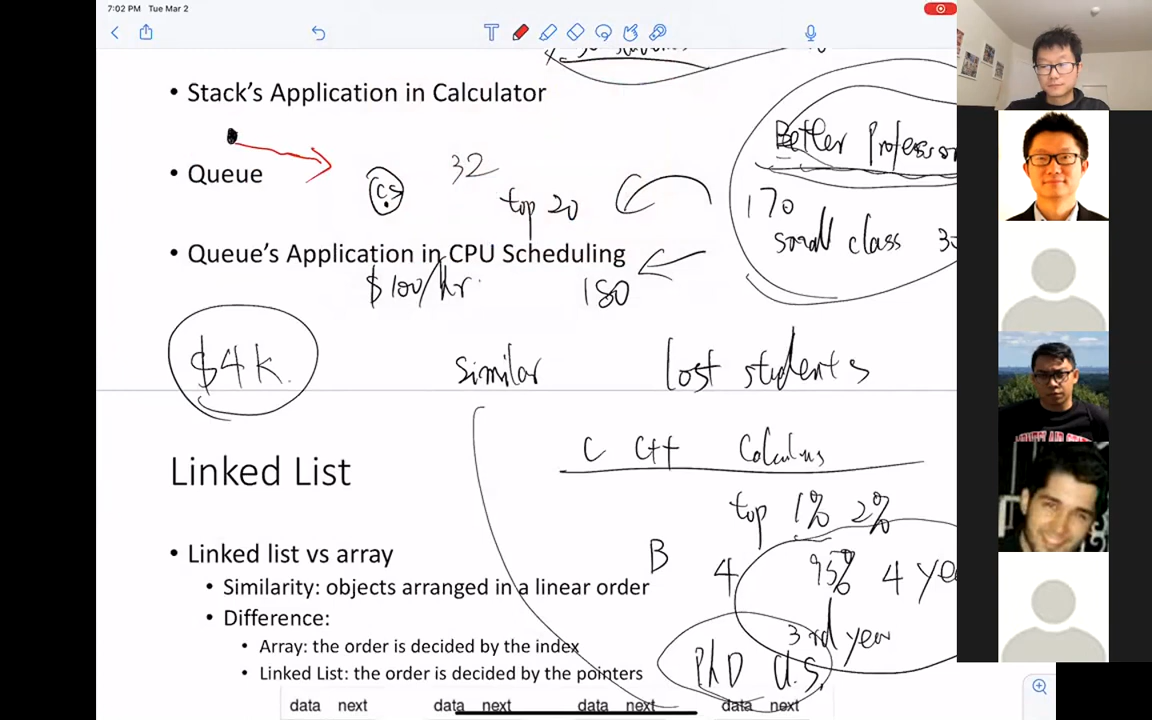 7:02 PM Tue Mar 2
• Stack's Application in Calculator
Better Professor
• Queue
CS
32
top 20
170
small class 30
• Queue's Application in CPU Scheduling
$100/hr
180
$4k.
similar
lost students
C C++ Calculus
Linked List
top 1% 2%
• Linked list vs array
B
4
95% 4 yea
• Similarity: objects arranged in a linear order
• Difference:
3rd year
• Array: the order is decided by the index
• Linked List: the order is decided by the pointers
PhD U.S.
data next data next data next data next